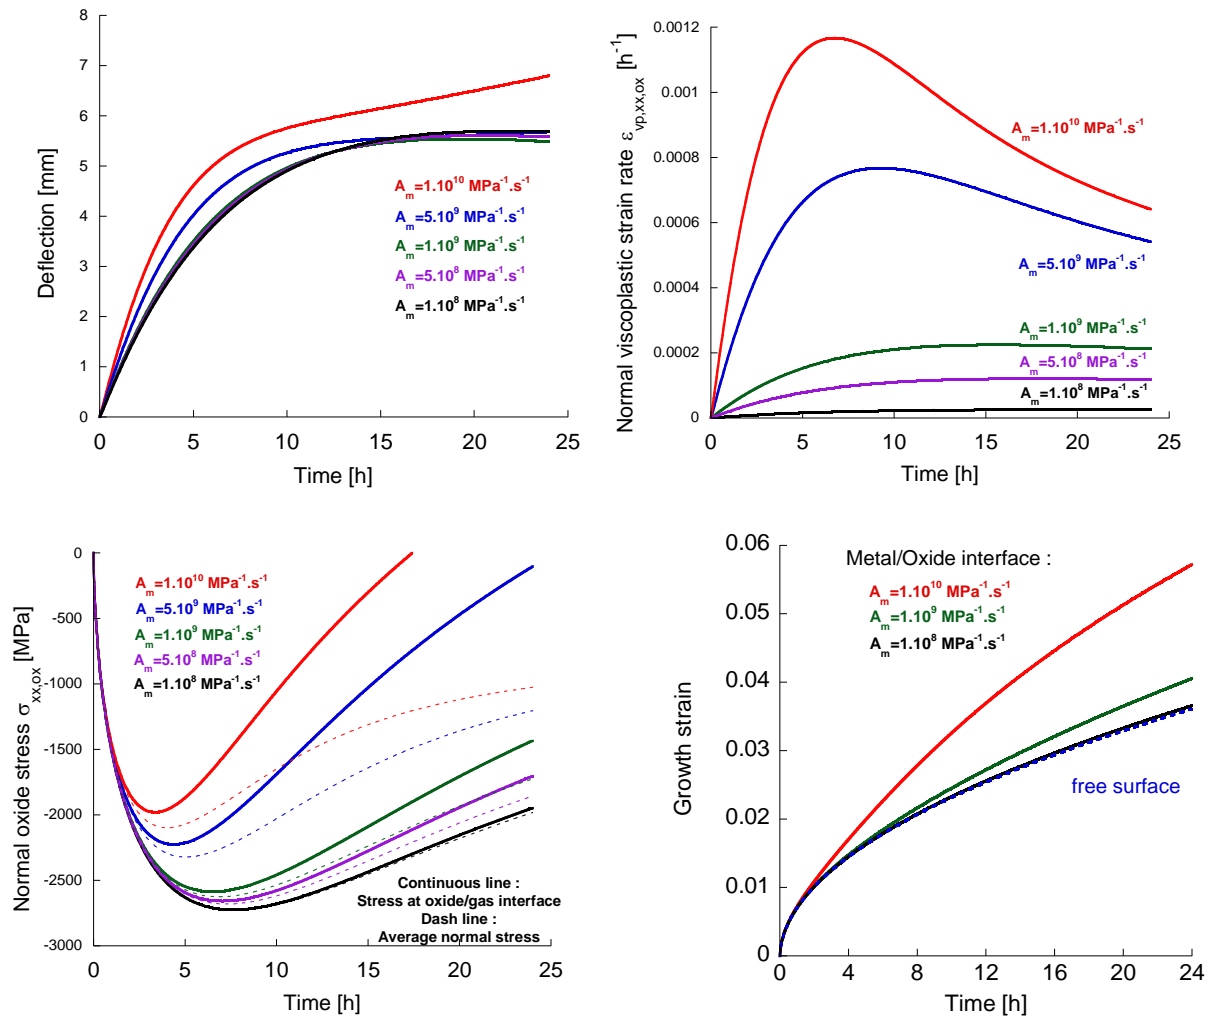 8
7
6
5
4
3
2
1
0
0 5 10 15 20 25
Deflection [mm]
Time [h]
A_m=1.10^10 MPa^-1.s^-1
A_m=5.10^9 MPa^-1.s^-1
A_m=1.10^9 MPa^-1.s^-1
A_m=5.10^8 MPa^-1.s^-1
A_m=1.10^8 MPa^-1.s^-1
0.0012
0.001
0.0008
0.0006
0.0004
0.0002
0
0 5 10 15 20 25
Normal viscoplastic strain rate ε_vp,xx,ox [h^-1]
Time [h]
A_m=1.10^10 MPa^-1.s^-1
A_m=5.10^9 MPa^-1.s^-1
A_m=1.10^9 MPa^-1.s^-1
A_m=5.10^8 MPa^-1.s^-1
A_m=1.10^8 MPa^-1.s^-1
0
-500
-1000
-1500
-2000
-2500
-3000
0 5 10 15 20 25
Normal oxide stress σ_xx,ox [MPa]
Time [h]
A_m=1.10^10 MPa^-1.s^-1
A_m=5.10^9 MPa^-1.s^-1
A_m=1.10^9 MPa^-1.s^-1
A_m=5.10^8 MPa^-1.s^-1
A_m=1.10^8 MPa^-1.s^-1
Continuous line :
Stress at oxide/gas interface
Dash line :
Average normal stress
0.06
0.05
0.04
0.03
0.02
0.01
0
0 4 8 12 16 20 24
Growth strain
Time [h]
Metal/Oxide interface :
A_m=1.10^10 MPa^-1.s^-1
A_m=1.10^9 MPa^-1.s^-1
A_m=1.10^8 MPa^-1.s^-1
free surface